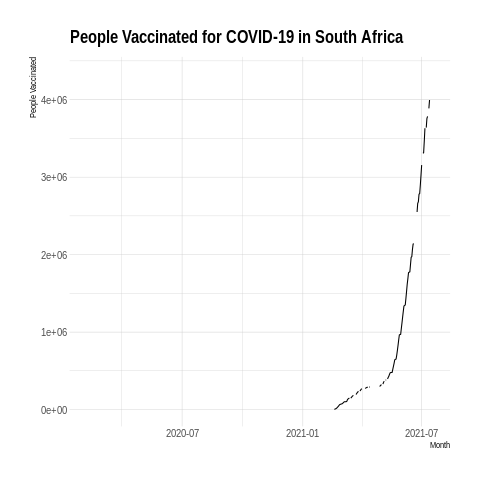 People Vaccinated for COVID-19 in South Africa
People Vaccinated
4e+06
3e+06
2e+06
1e+06
0e+00
2020-07 2021-01 2021-07
Month